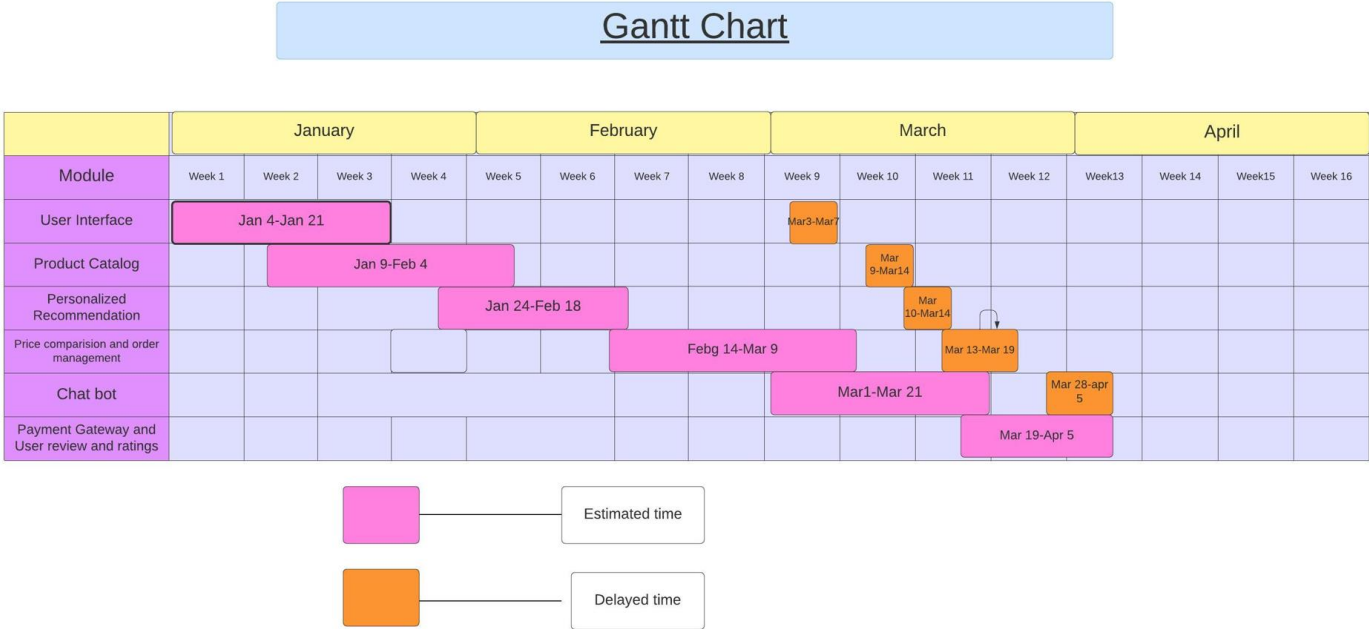 Gantt Chart
January
February
March
April
Module
Week 1
Week 2
Week 3
Week 4
Week 5
Week 6
Week 7
Week 8
Week 9
Week 10
Week 11
Week 12
Week13
Week 14
Week15
Week 16
User Interface
Jan 4-Jan 21
Mar3-Mar7
Product Catalog
Jan 9-Feb 4
Mar
9-Mar14
Personalized
Recommendation
Jan 24-Feb 18
Mar
10-Mar14
Price comparision and order
management
Febg 14-Mar 9
Mar 13-Mar 19
Chat bot
Mar1-Mar 21
Mar 28-apr
5
Payment Gateway and
User review and ratings
Mar 19-Apr 5
Estimated time
Delayed time